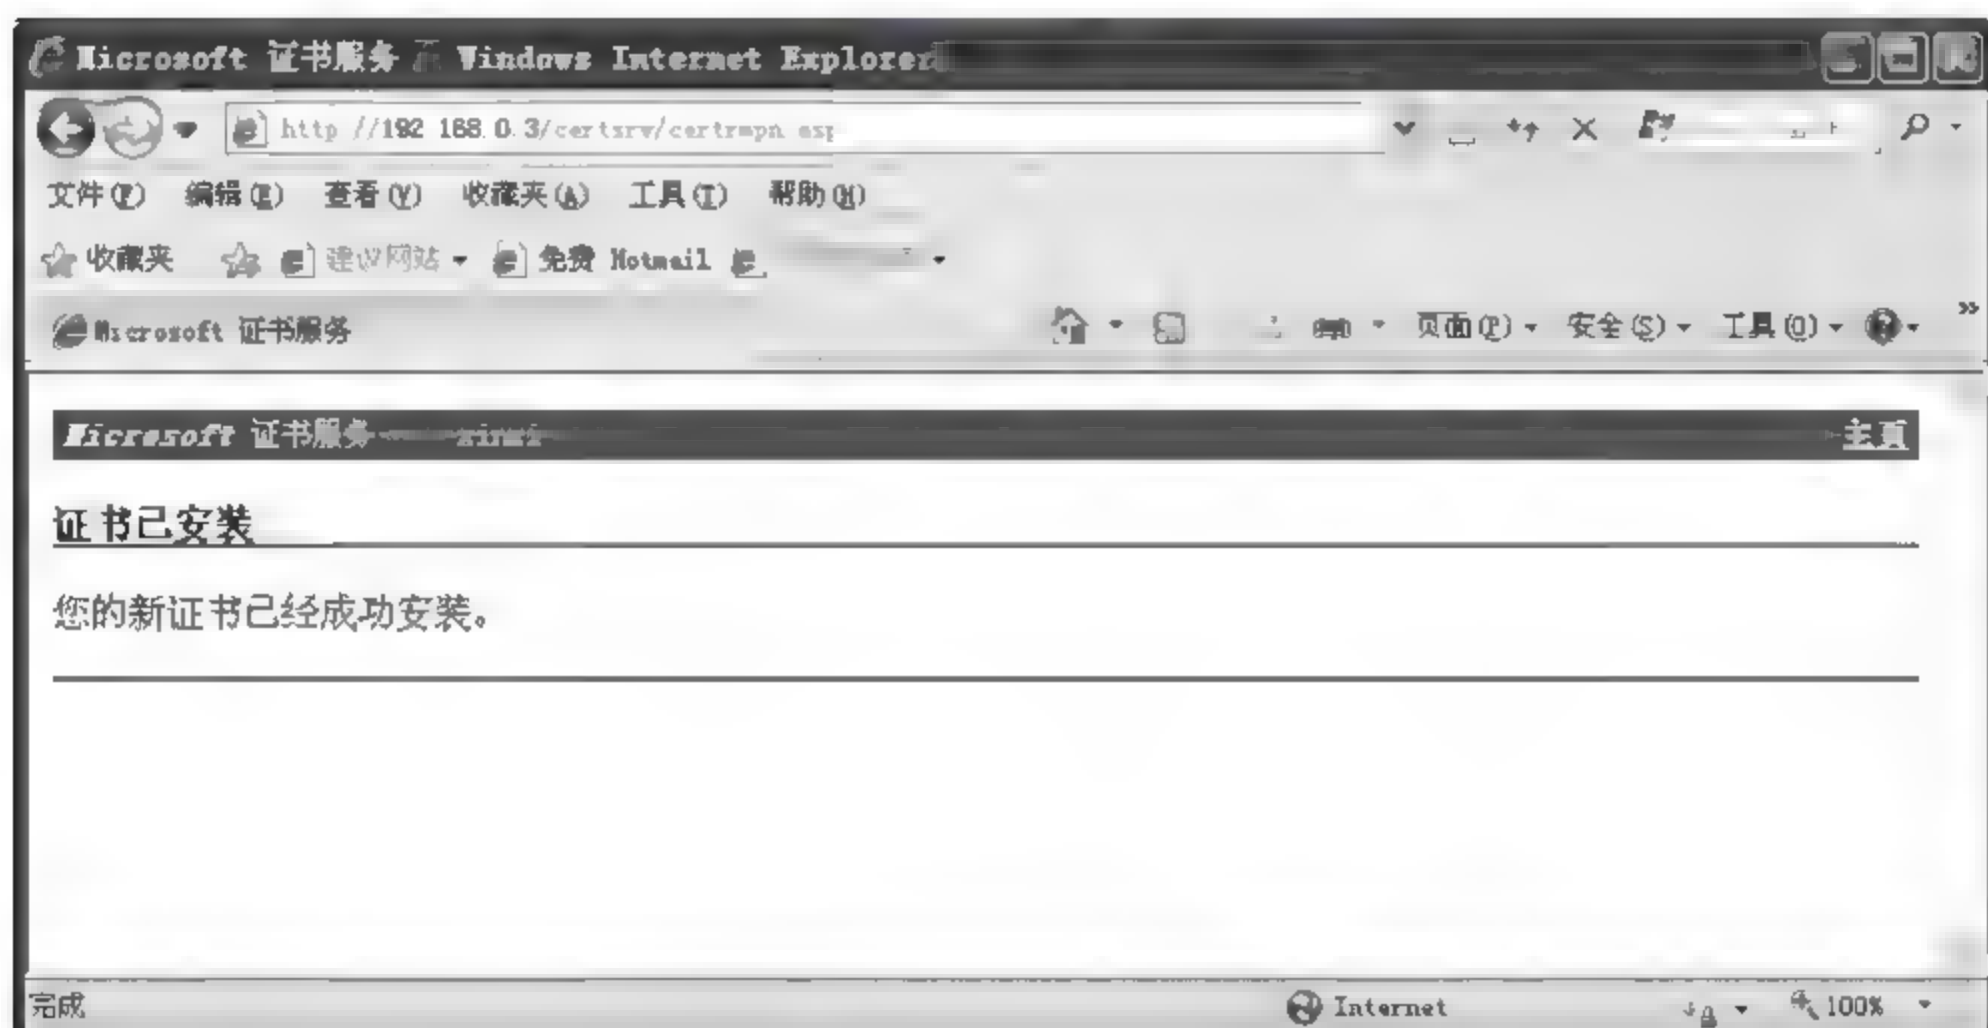 Microsoft 证书服务 Windows Internet Explorer
http //192 168.0.3/certsrv/certrmpn asp
文件(F) 编辑(E) 查看(V) 收藏夹(A) 工具(T) 帮助(H)
收藏夹 建议网站 免费 Hotmail
Microsoft 证书服务 页面(P) 安全(S) 工具(O) »
Microsoft 证书服务 主页
证书已安装
您的新证书已经成功安装。
完成 Internet 100%